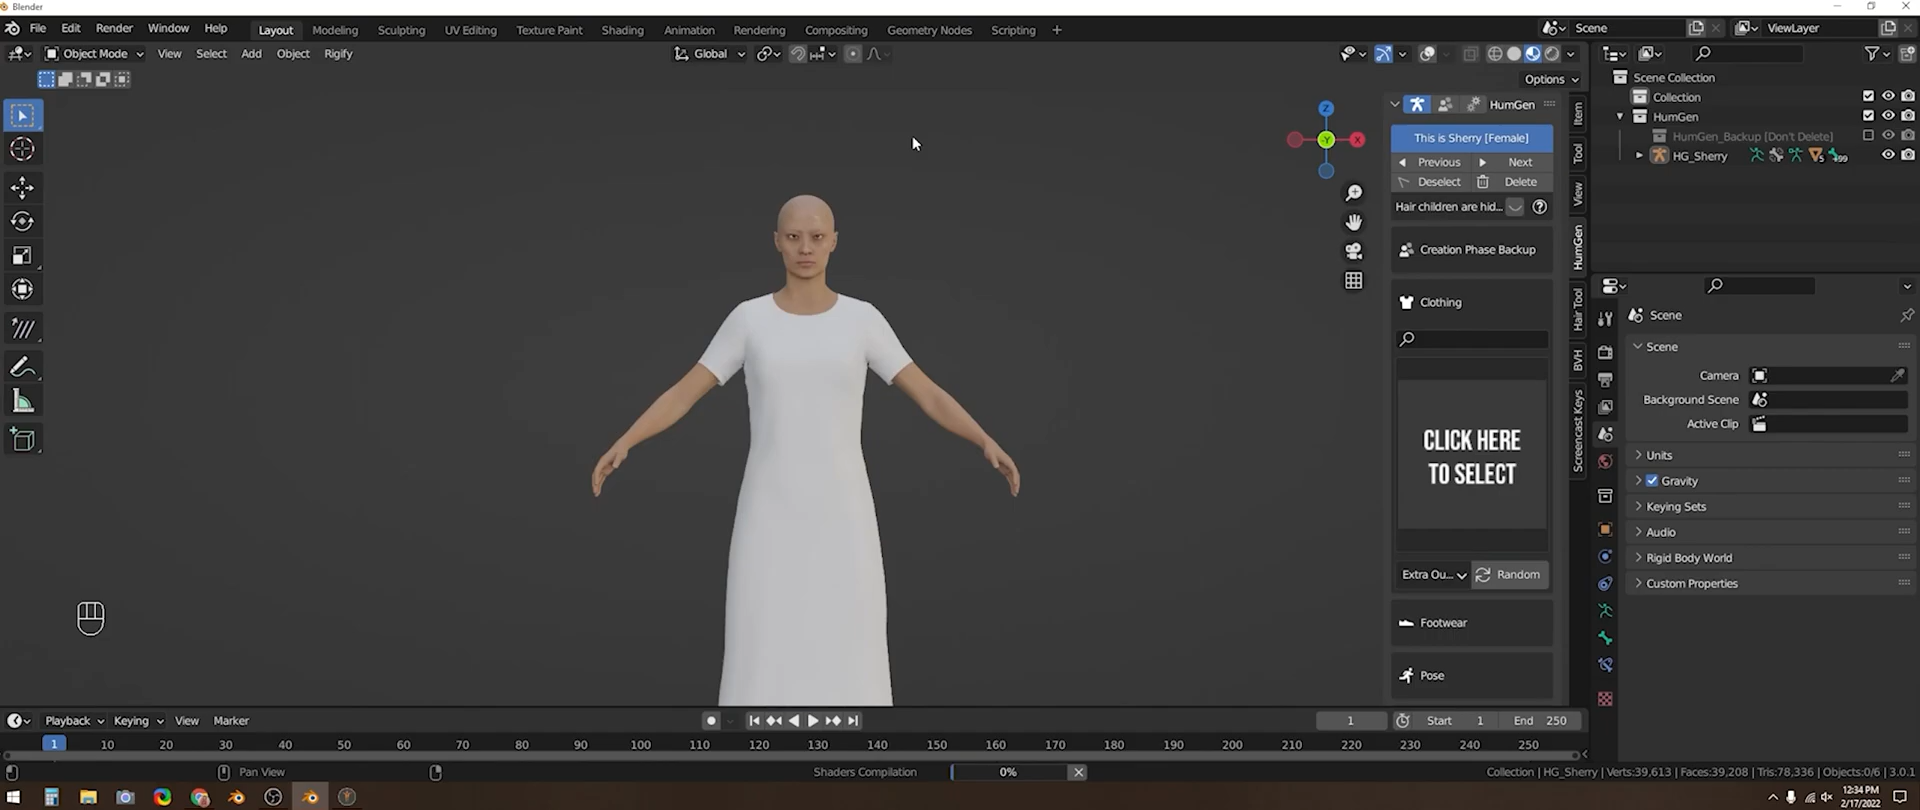 Blender
File Edit Render Window Help Layout Modeling Sculpting UV Editing Texture Paint Shading Animation Rendering Compositing Geometry Nodes Scripting + Scene ViewLayer
Object Mode View Select Add Object Rigify Global
Options
Scene Collection
Collection
HumGen
HumGen_Backup [Don't Delete]
HG_Sherry
99
Z
Y
X
HumGen
This is Sherry [Female]
Previous Next
Deselect Delete
Hair children are hid...
Creation Phase Backup
Clothing
CLICK HERE
TO SELECT
Extra Ou... Random
Footwear
Pose
Item
Tool
View
HumGen
Hair Tool
BVH
Screencast Keys
Scene
Scene
Camera
Background Scene
Active Clip
Units
Gravity
Keying Sets
Audio
Rigid Body World
Custom Properties
Playback Keying View Marker 1 Start 1 End 250
1 10 20 30 40 50 60 70 80 90 100 110 120 130 140 150 160 170 180 190 200 210 220 230 240 250
Pan View Shaders Compilation 0% Collection | HG_Sherry | Verts:39,613 | Faces:39,208 | Tris:78,336 | Objects:0/6 | 3.0.1
12:34 PM
2/17/2022